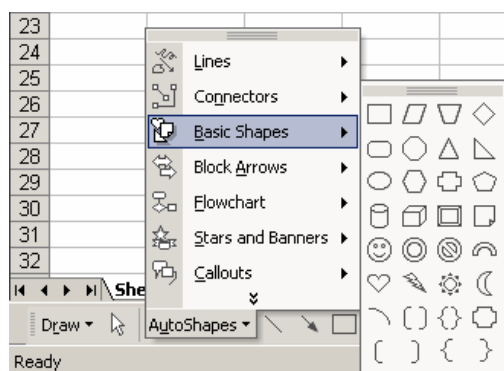 23
24
25
26
27
28
29
30
31
32
Lines
Connectors
Basic Shapes
Block Arrows
Flowchart
Stars and Banners
Callouts
She
Draw AutoShapes
Ready